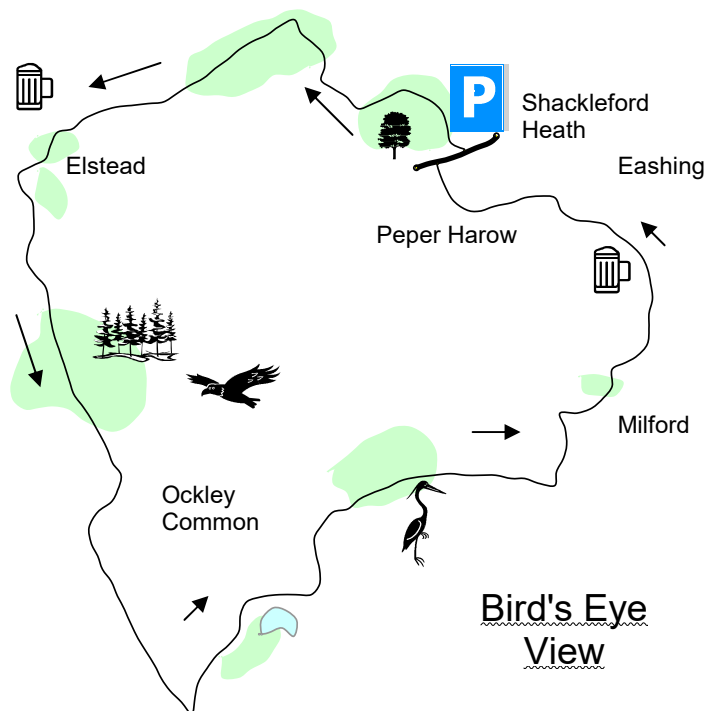 P
Shackleford
Heath
Eashing
Elstead
Peper Harow
Milford
Ockley
Common
Bird's Eye
View